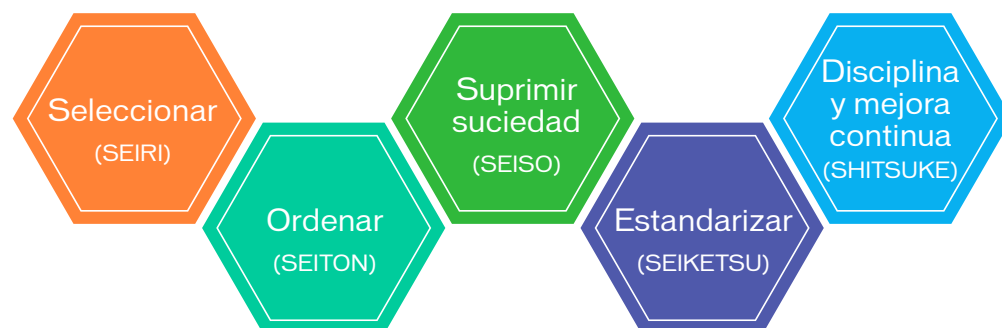 Seleccionar
(SEIRI)
Ordenar
(SEITON)
Suprimir
suciedad
(SEISO)
Estandarizar
(SEIKETSU)
Disciplina
y mejora
continua
(SHITSUKE)